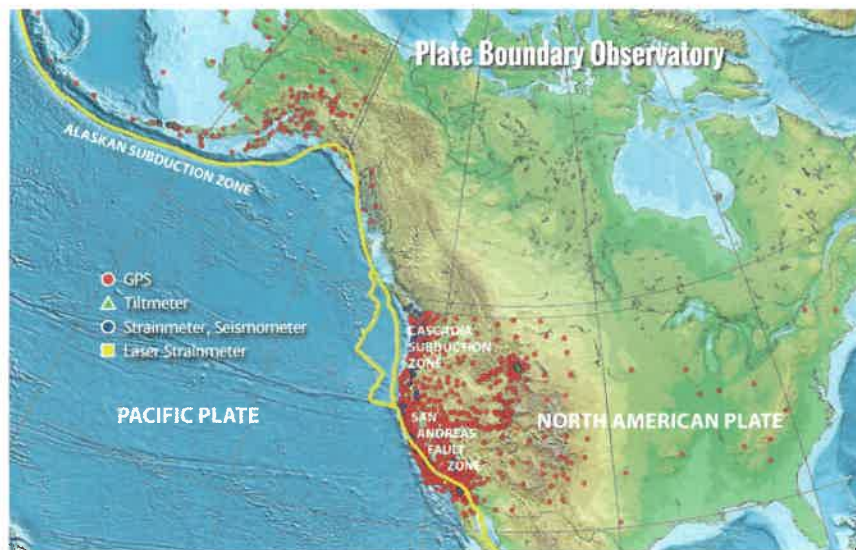 Plate Boundary Observatory
ALASKAN SUBDUCTION ZONE
GPS
Tiltmeter
Strainmeter, Seismometer
Laser Strainmeter
CASCADIA
SUBDUCTION
ZONE
PACIFIC PLATE
NORTH AMERICAN PLATE
SAN
ANDREAS
FAULT
ZONE